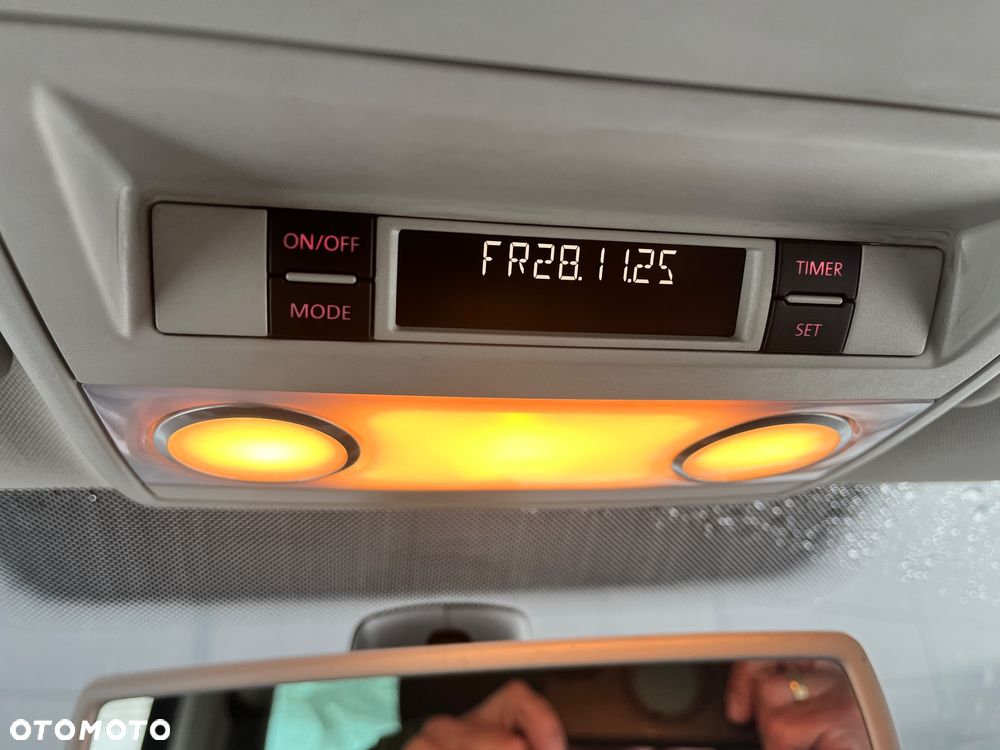 ON/OFF
MODE
FR28.11.25
TIMER
SET
OTOMOTO